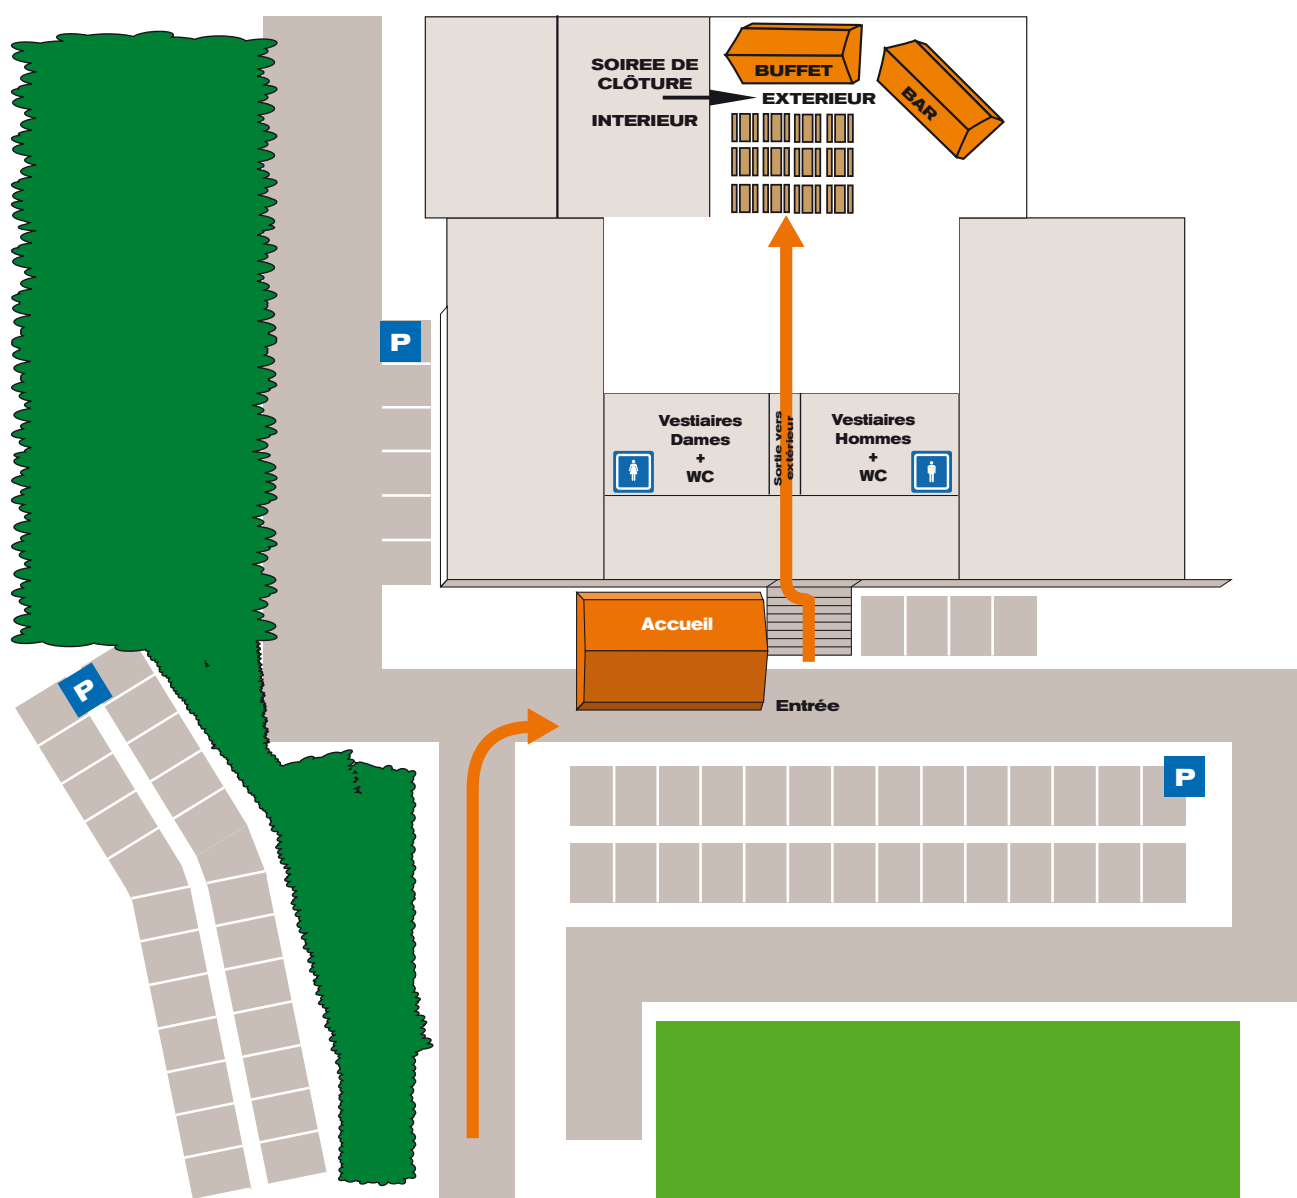 SOIREE DE
CLÔTURE
INTERIEUR
BUFFET
BAR
EXTERIEUR
P
Vestiaires
Dames
+
WC
Sortie vers
extérieur
Vestiaires
Hommes
+
WC
Accueil
P
Entrée
P